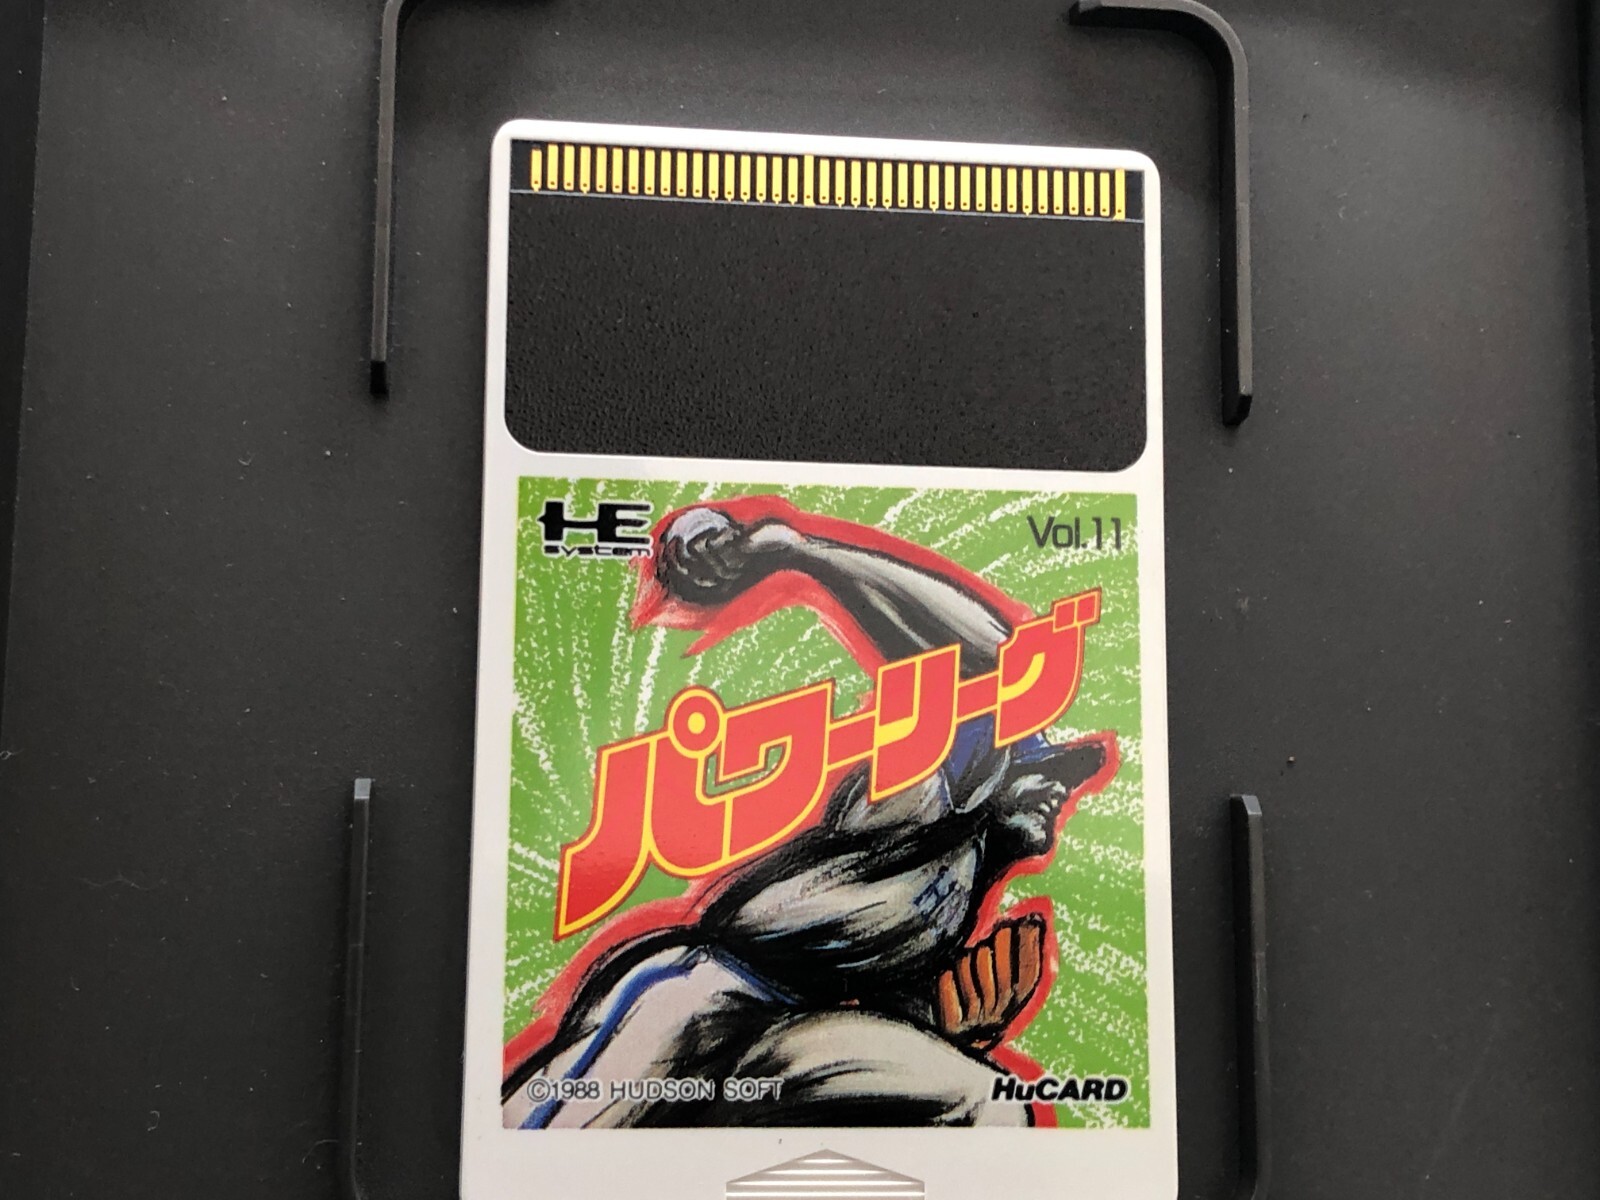 HE
system
Vol.11
パワーリーグ
©1988 HUDSON SOFT
HuCARD